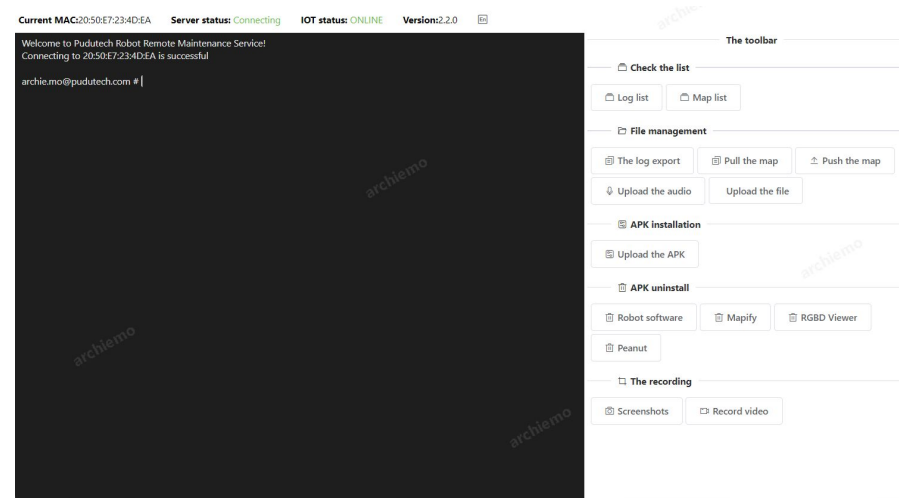 Current MAC:20:50:E7:23:4D:EA Server status: Connecting IOT status: ONLINE Version:2.2.0 En
Welcome to Pudutech Robot Remote Maintenance Service!
Connecting to 20:50:E7:23:4D:EA is successful
archie.mo@pudutech.com #
The toolbar
Check the list
Log list Map list
File management
The log export Pull the map Push the map
Upload the audio Upload the file
APK installation
Upload the APK
APK uninstall
Robot software Mapify RGBD Viewer
Peanut
The recording
Screenshots Record video
archiemo
archiemo
archiemo
archiemo